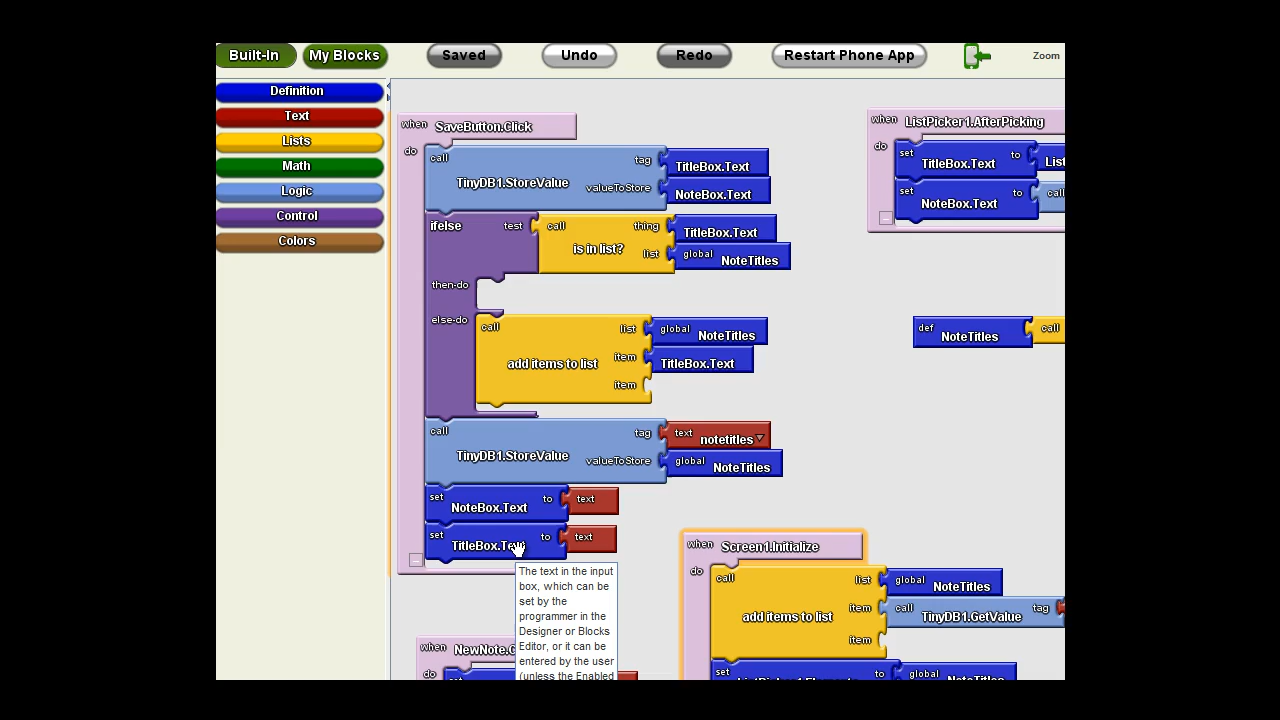 Built-In
My Blocks
Saved
Undo
Redo
Restart Phone App
Zoom
Definition
Text
Lists
Math
Logic
Control
Colors
when SaveButton.Click
do
call
tag TitleBox.Text
TinyDB1.StoreValue
valueToStore NoteBox.Text
ifelse test call thing TitleBox.Text
is in list?
list global NoteTitles
then-do
else-do
call list global NoteTitles
add items to list
item TitleBox.Text
item
call tag text notetitles
TinyDB1.StoreValue
valueToStore global NoteTitles
set NoteBox.Text to text
set TitleBox.Text to text
The text in the input
box, which can be
set by the
programmer in the
Designer or Blocks
Editor, or it can be
entered by the user
(unless the Enabled
when
do
when ListPicker1.AfterPicking
do
set TitleBox.Text to
set NoteBox.Text to call
def NoteTitles call
when Screen1.Initialize
do
call list global NoteTitles
add items to list
item call TinyDB1.GetValue tag
item
set to global